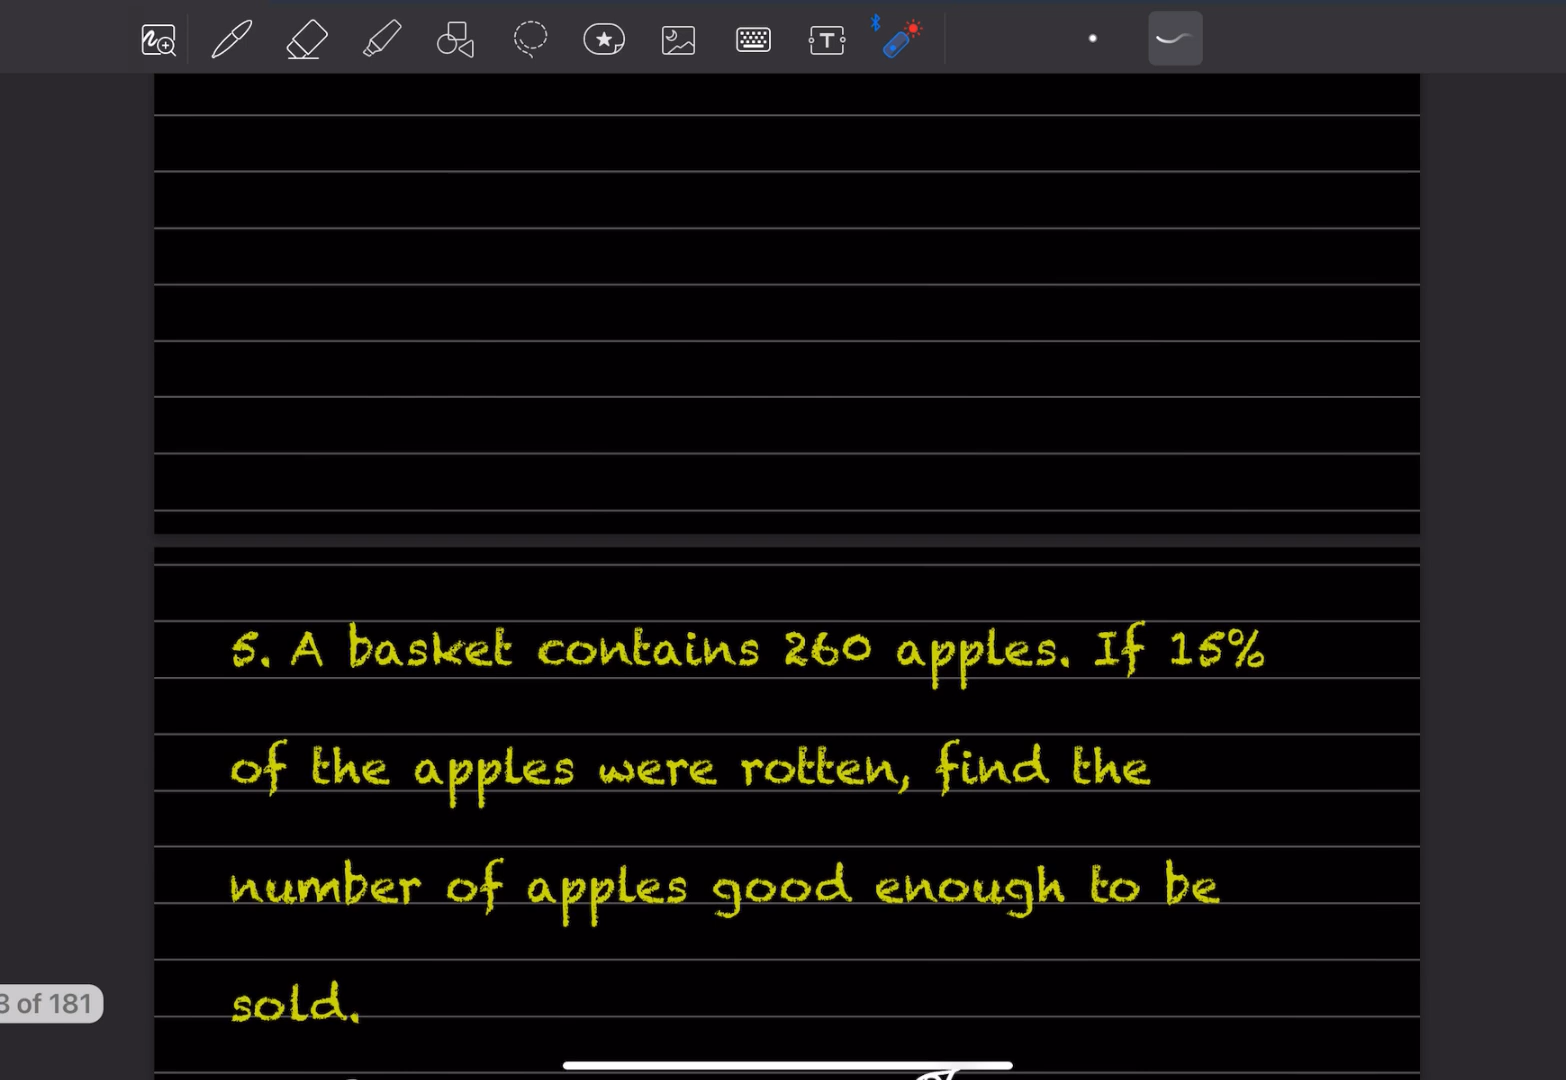 T
5. A basket contains 260 apples. If 15%
of the apples were rotten, find the
number of apples good enough to be
sold.
of 181